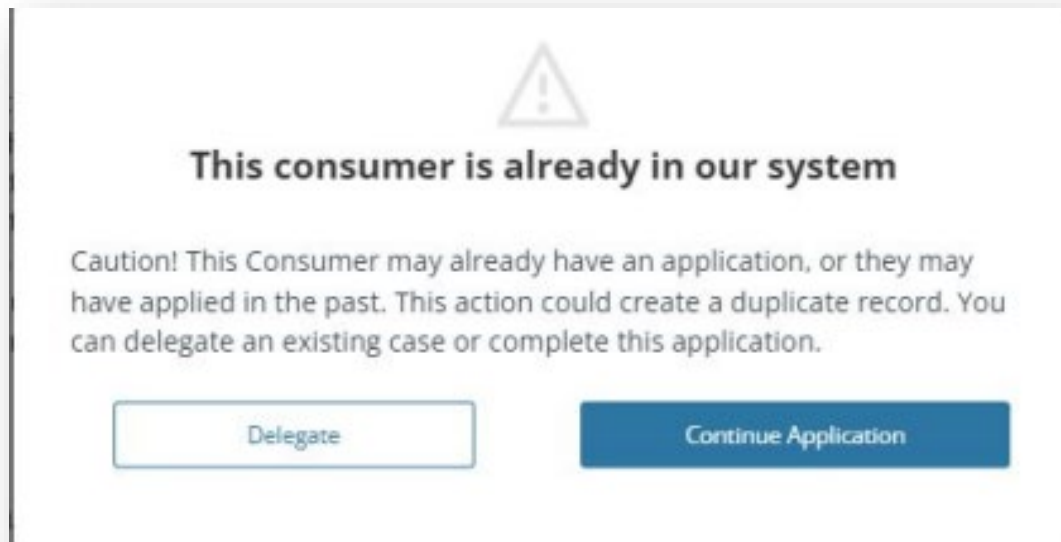 This consumer is already in our system
Caution! This Consumer may already have an application, or they may
have applied in the past. This action could create a duplicate record. You
can delegate an existing case or complete this application.
Delegate
Continue Application